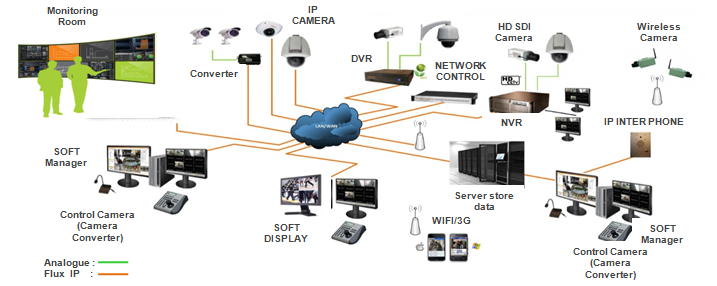 Monitoring
Room
IP
CAMERA
HD SDI
Camera
Wireless
Camera
Converter
DVR
NETWORK
CONTROL
HD
CCTV
NVR
IP INTER PHONE
LAN/WAN
SOFT
Manager
Control Camera
(Camera
Converter)
SOFT
DISPLAY
Server store
data
WIFI/3G
SOFT
Manager
Control Camera
(Camera
Converter)
Analogue :
Flux IP :